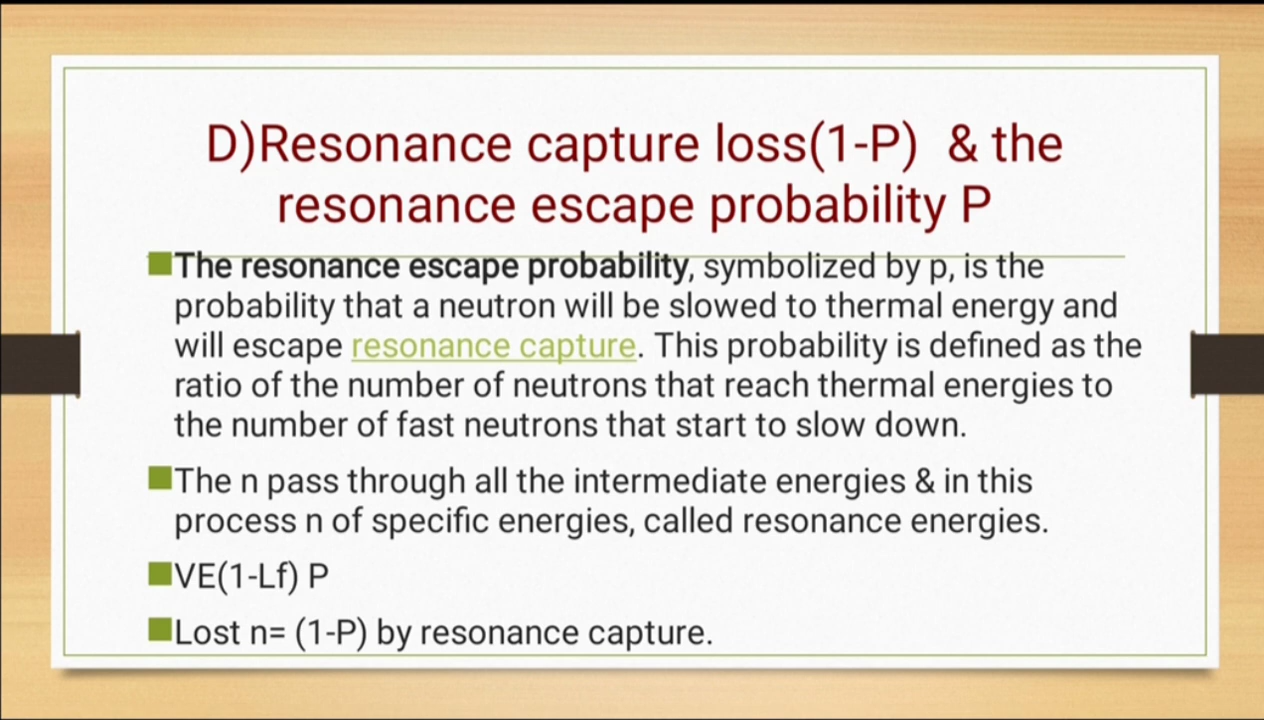 D)Resonance capture loss(1-P) & the
resonance escape probability P
The resonance escape probability, symbolized by p, is the
probability that a neutron will be slowed to thermal energy and
will escape resonance capture. This probability is defined as the
ratio of the number of neutrons that reach thermal energies to
the number of fast neutrons that start to slow down.
The n pass through all the intermediate energies & in this
process n of specific energies, called resonance energies.
VE(1-Lf) P
Lost n= (1-P) by resonance capture.